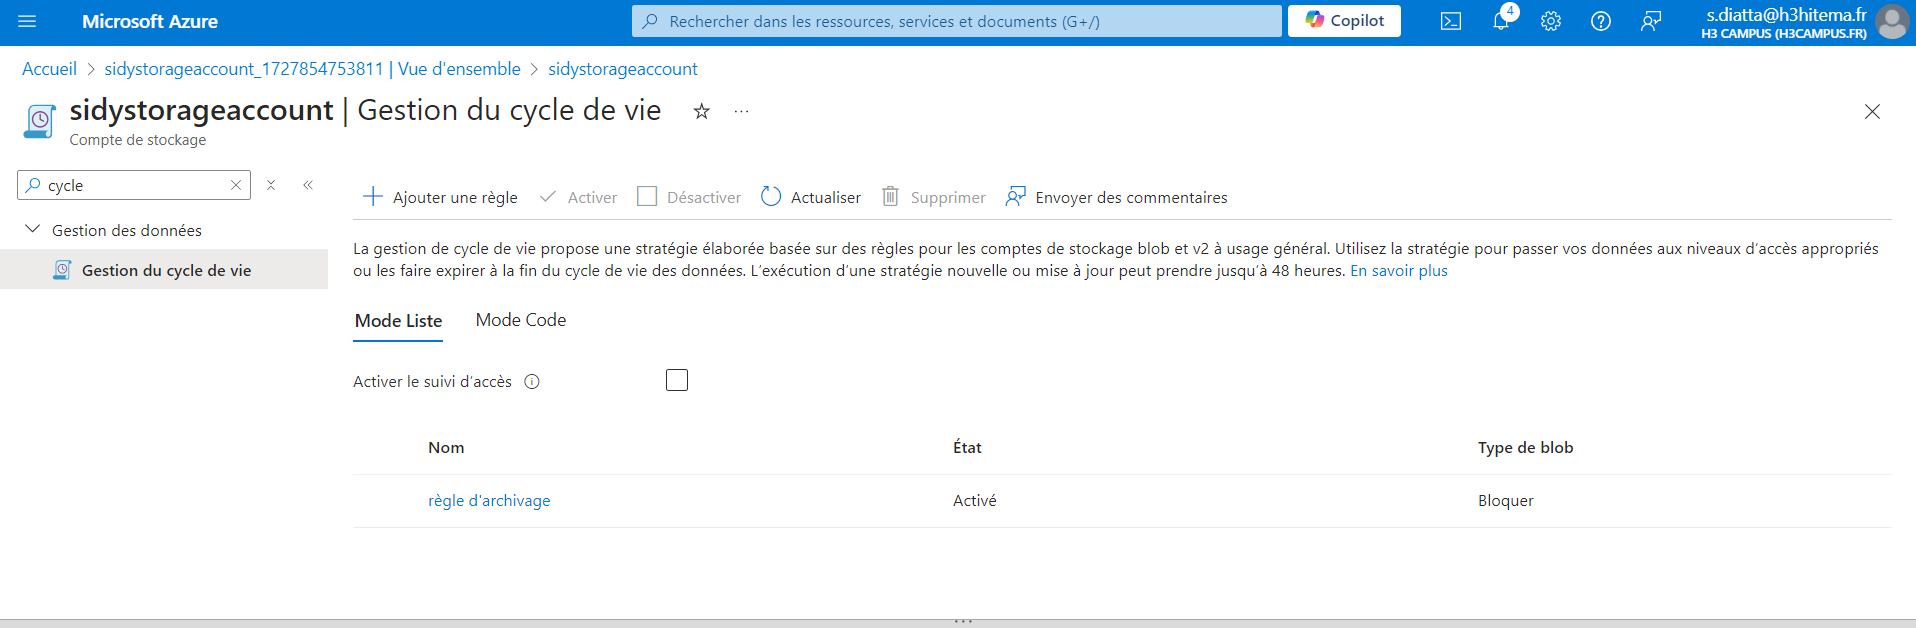 Microsoft Azure
Rechercher dans les ressources, services et documents (G+/)
Copilot
4
s.diatta@h3hitema.fr
H3 CAMPUS (H3CAMPUS.FR)
Accueil > sidystorageaccount_1727854753811 | Vue d'ensemble > sidystorageaccount
sidystorageaccount | Gestion du cycle de vie
Compte de stockage
cycle
Gestion des données
Gestion du cycle de vie
Ajouter une règle
Activer
Désactiver
Actualiser
Supprimer
Envoyer des commentaires
La gestion de cycle de vie propose une stratégie élaborée basée sur des règles pour les comptes de stockage blob et v2 à usage général. Utilisez la stratégie pour passer vos données aux niveaux d’accès appropriés
ou les faire expirer à la fin du cycle de vie des données. L’exécution d’une stratégie nouvelle ou mise à jour peut prendre jusqu’à 48 heures. En savoir plus
Mode Liste
Mode Code
Activer le suivi d’accès
Nom
État
Type de blob
règle d'archivage
Activé
Bloquer